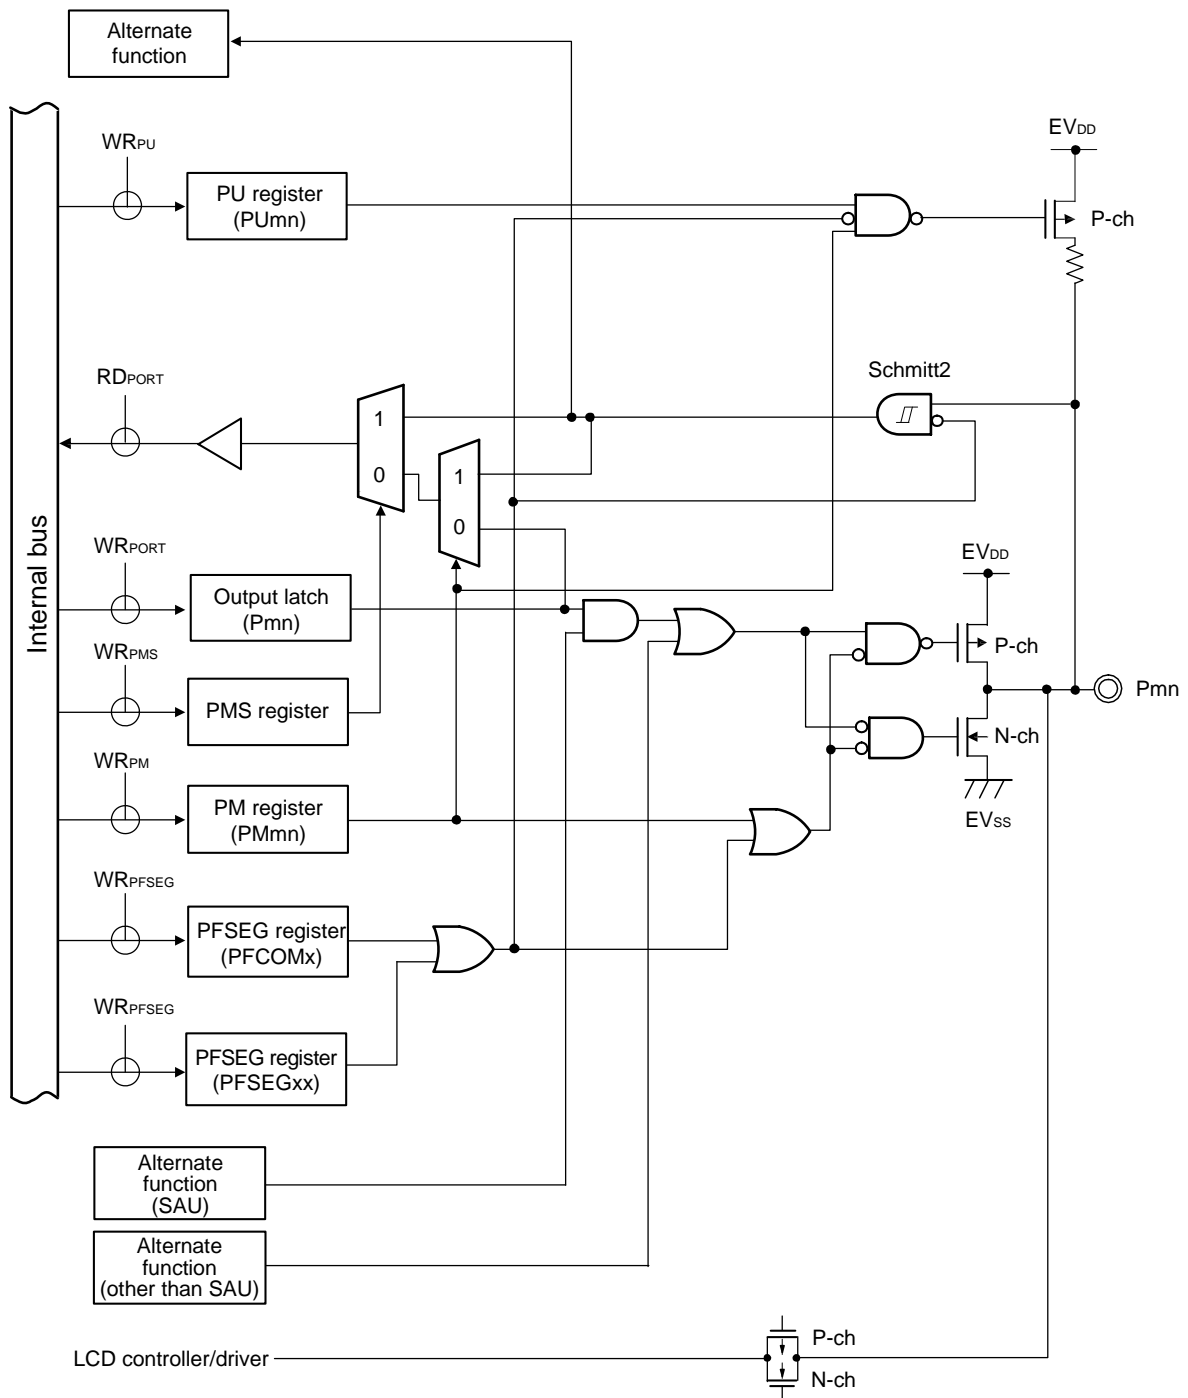 Alternate
function
EVDD
WRPU
PU register
(PUmn)
P-ch
RDPORT
Schmitt2
1
0
1
0
Internal bus
WRPORT
EVDD
Output latch
(Pmn)
WRPMS
P-ch
Pmn
PMS register
N-ch
WRPM
PM register
(PMmn)
EVSS
WRPFSEG
PFSEG register
(PFCOMx)
WRPFSEG
PFSEG register
(PFSEGxx)
Alternate
function
(SAU)
Alternate
function
(other than SAU)
P-ch
LCD controller/driver
N-ch